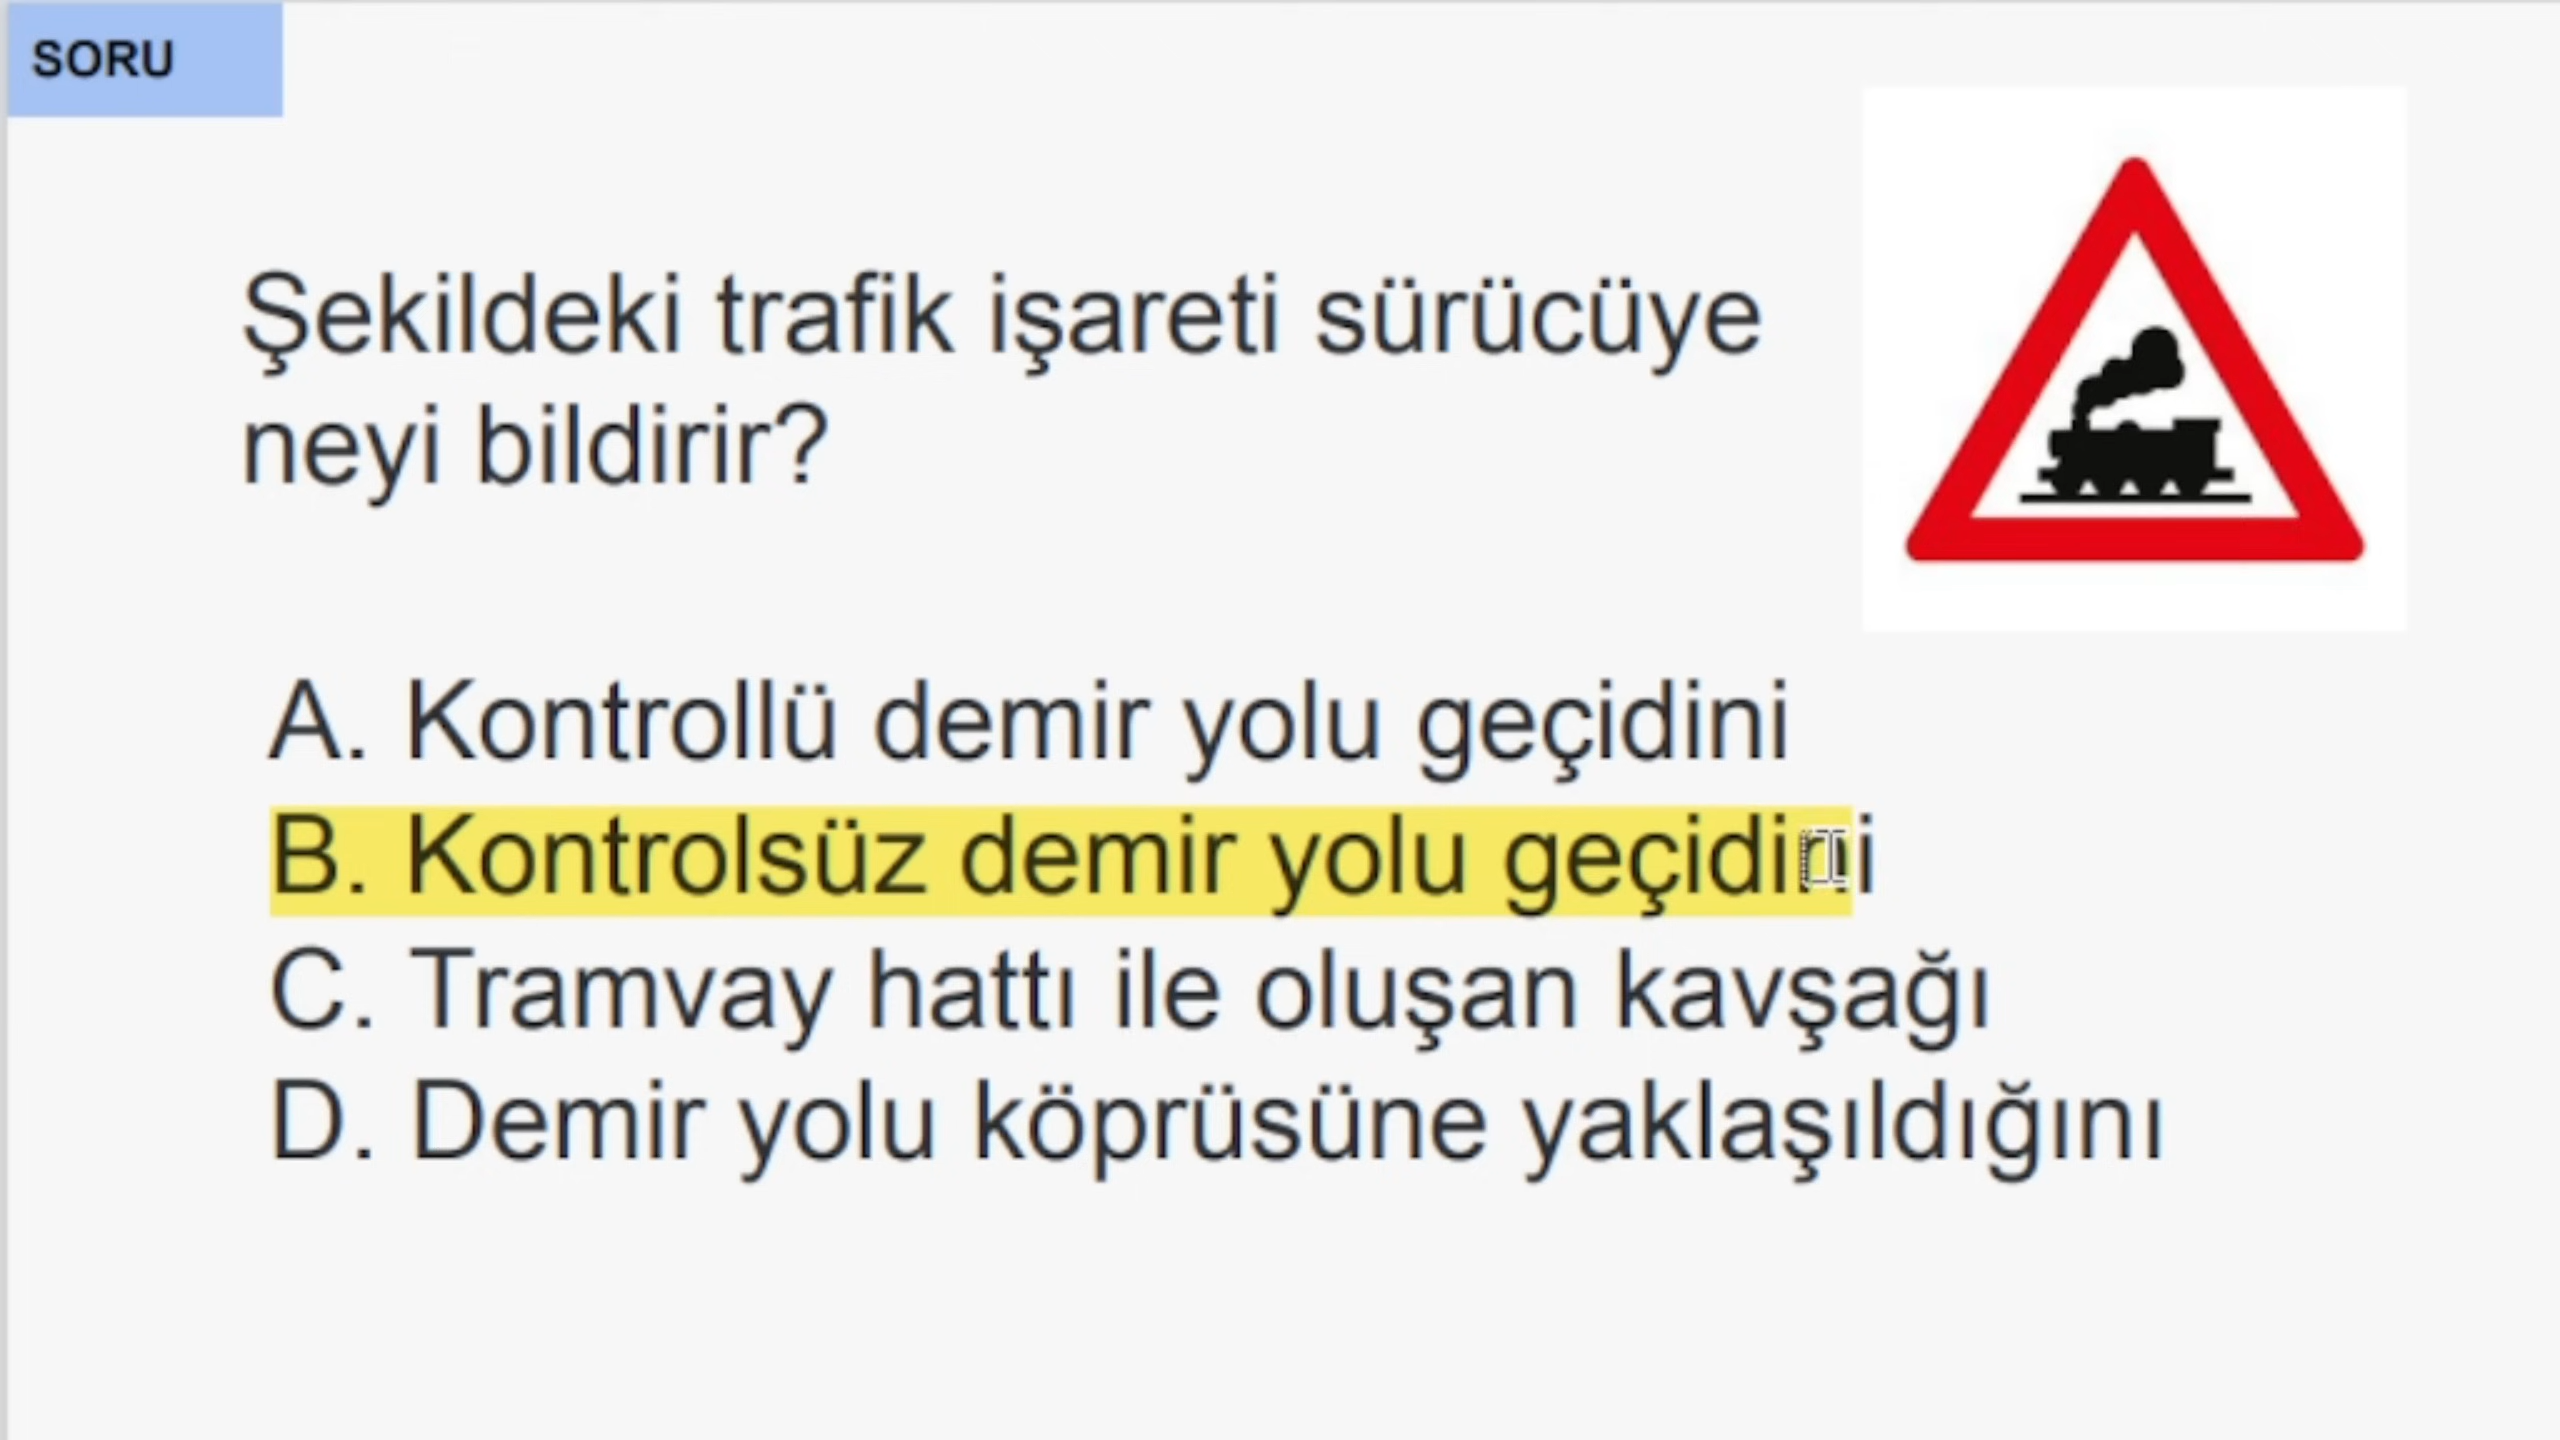 SORU
Şekildeki trafik işareti sürücüye
neyi bildirir?
A. Kontrollü demir yolu geçidini
B. Kontrolsüz demir yolu geçidini
C. Tramvay hattı ile oluşan kavşağı
D. Demir yolu köprüsüne yaklaşıldığını